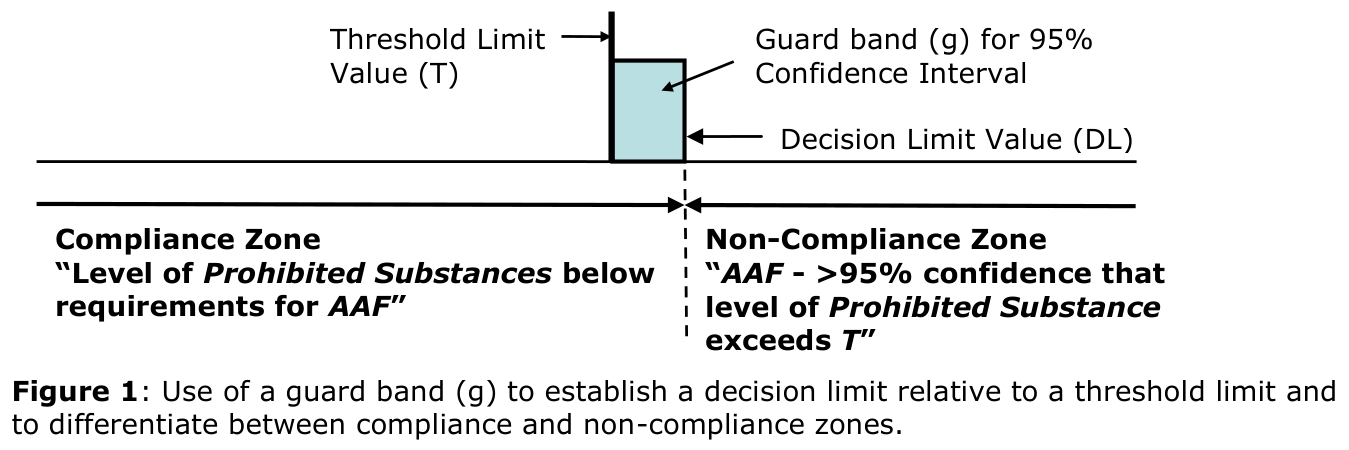 Threshold Limit
Value (T)
Guard band (g) for 95%
Confidence Interval
Decision Limit Value (DL)
Compliance Zone
“Level of Prohibited Substances below
requirements for AAF”
Non-Compliance Zone
“AAF - >95% confidence that
level of Prohibited Substance
exceeds T”
Figure 1: Use of a guard band (g) to establish a decision limit relative to a threshold limit and
to differentiate between compliance and non-compliance zones.